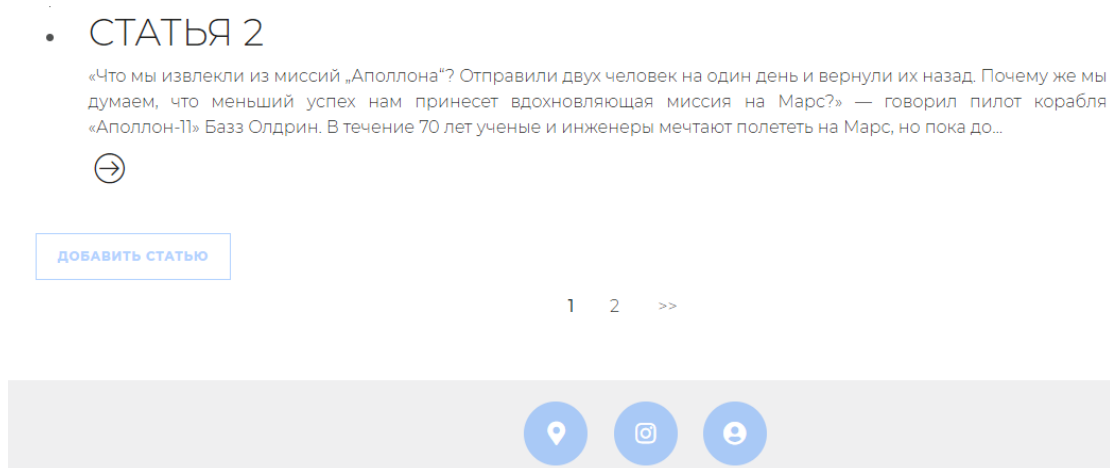 СТАТЬЯ 2
«Что мы извлекли из миссий „Аполлона“? Отправили двух человек на один день и вернули их назад. Почему же мы
думаем, что меньший успех нам принесет вдохновляющая миссия на Марс?» — говорил пилот корабля
«Аполлон-11» Базз Олдрин. В течение 70 лет ученые и инженеры мечтают полететь на Марс, но пока до...
ДОБАВИТЬ СТАТЬЮ
1 2 >>